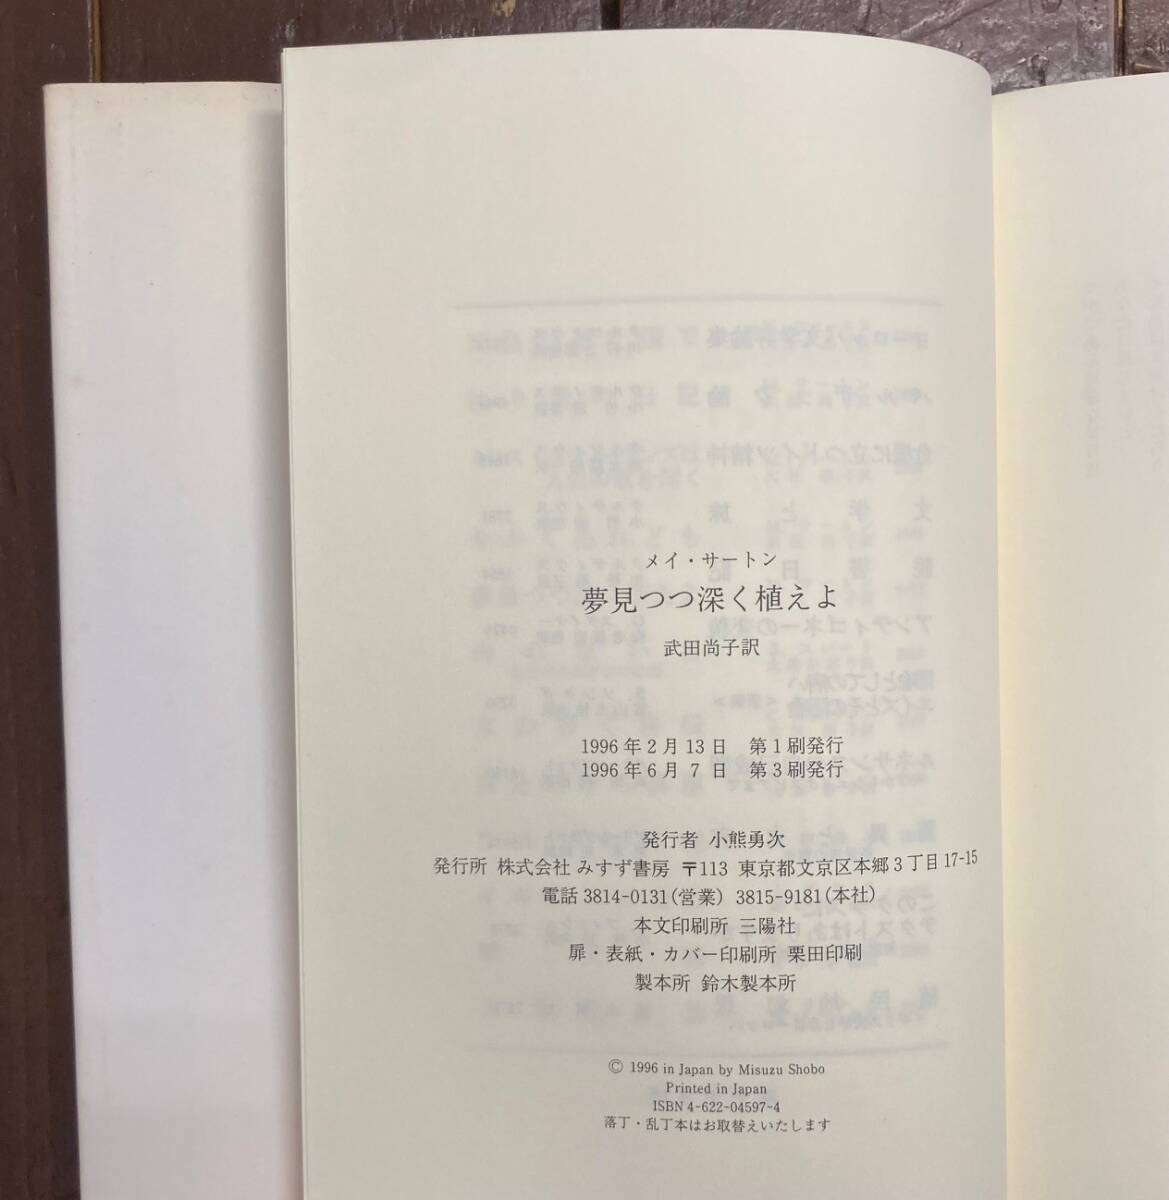 メイ・サートン
夢見つつ深く植えよ
武田尚子訳
1996年2月13日 第1刷発行
1996年6月7日 第3刷発行
発行者 小熊勇次
発行所 株式会社 みすず書房 〒113 東京都文京区本郷3丁目17-15
電話 3814-0131(営業) 3815-9181(本社)
本文印刷所 三陽社
扉・表紙・カバー印刷所 栗田印刷
製本所 鈴木製本所
© 1996 in Japan by Misuzu Shobo
Printed in Japan
ISBN 4-622-04597-4
落丁・乱丁本はお取替えいたします